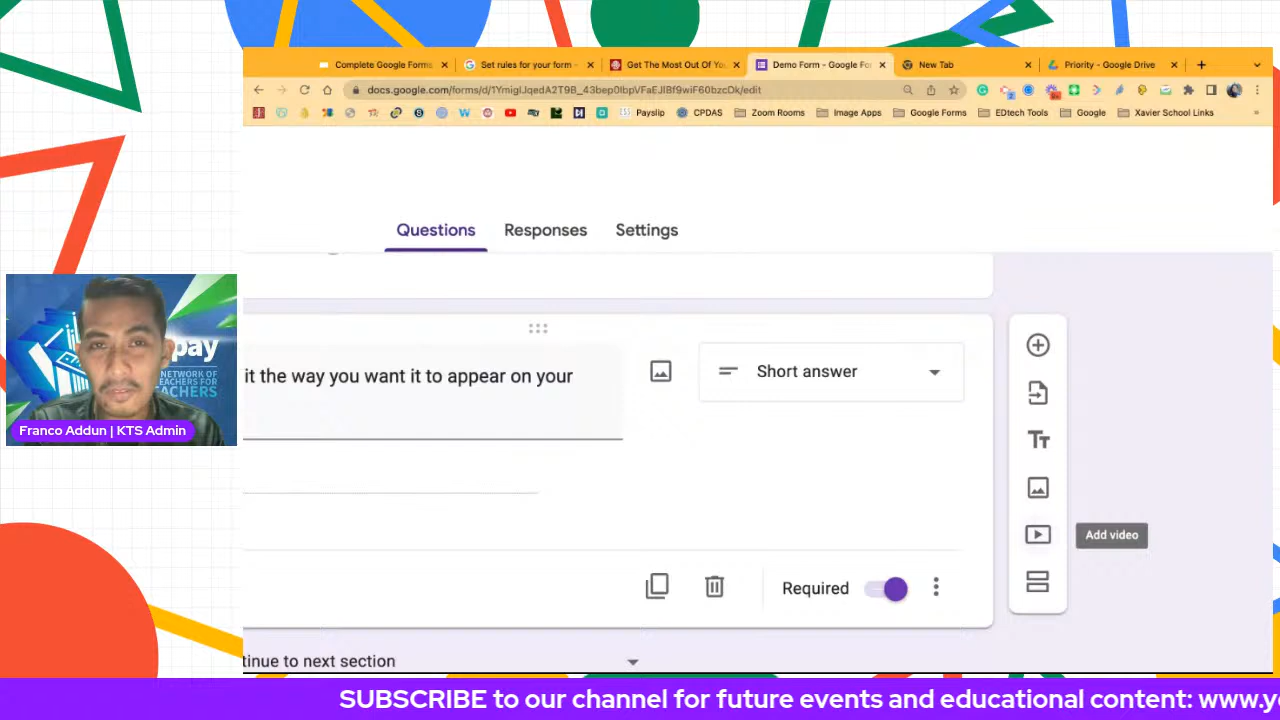 Complete Google Forms
Set rules for your form -
Get The Most Out Of Yo
Demo Form - Google Fo
New Tab
Priority - Google Drive
docs.google.com/forms/d/1YmigIJqedA2T9B_43bep0lbpVFaEJlBf9wiF60bzcDk/edit
Payslip
CPDAS
Zoom Rooms
Image Apps
Google Forms
EDtech Tools
Google
Xavier School Links
Questions
Responses
Settings
it the way you want it to appear on your
Short answer
Add video
Required
tinue to next section
pay
NETWORK OF
EACHERS FOR
EACHERS
Franco Addun | KTS Admin
SUBSCRIBE to our channel for future events and educational content: www.y